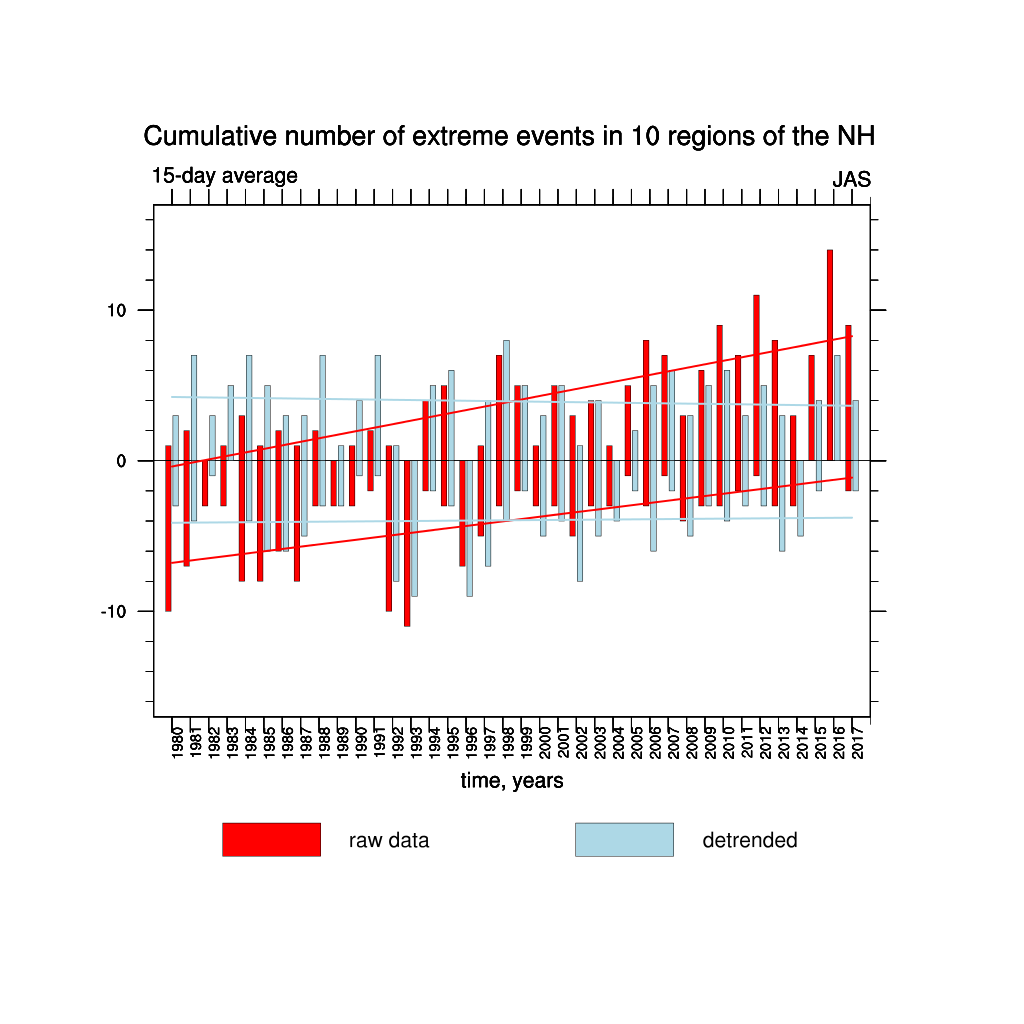 Cumulative number of extreme events in 10 regions of the NH
15-day average
JAS
10
0
-10
1980 1981 1982 1983 1984 1985 1986 1987 1988 1989 1990 1991 1992 1993 1994 1995 1996 1997 1998 1999 2000 2001 2002 2003 2004 2005 2006 2007 2008 2009 2010 2011 2012 2013 2014 2015 2016 2017
time, years
raw data
detrended